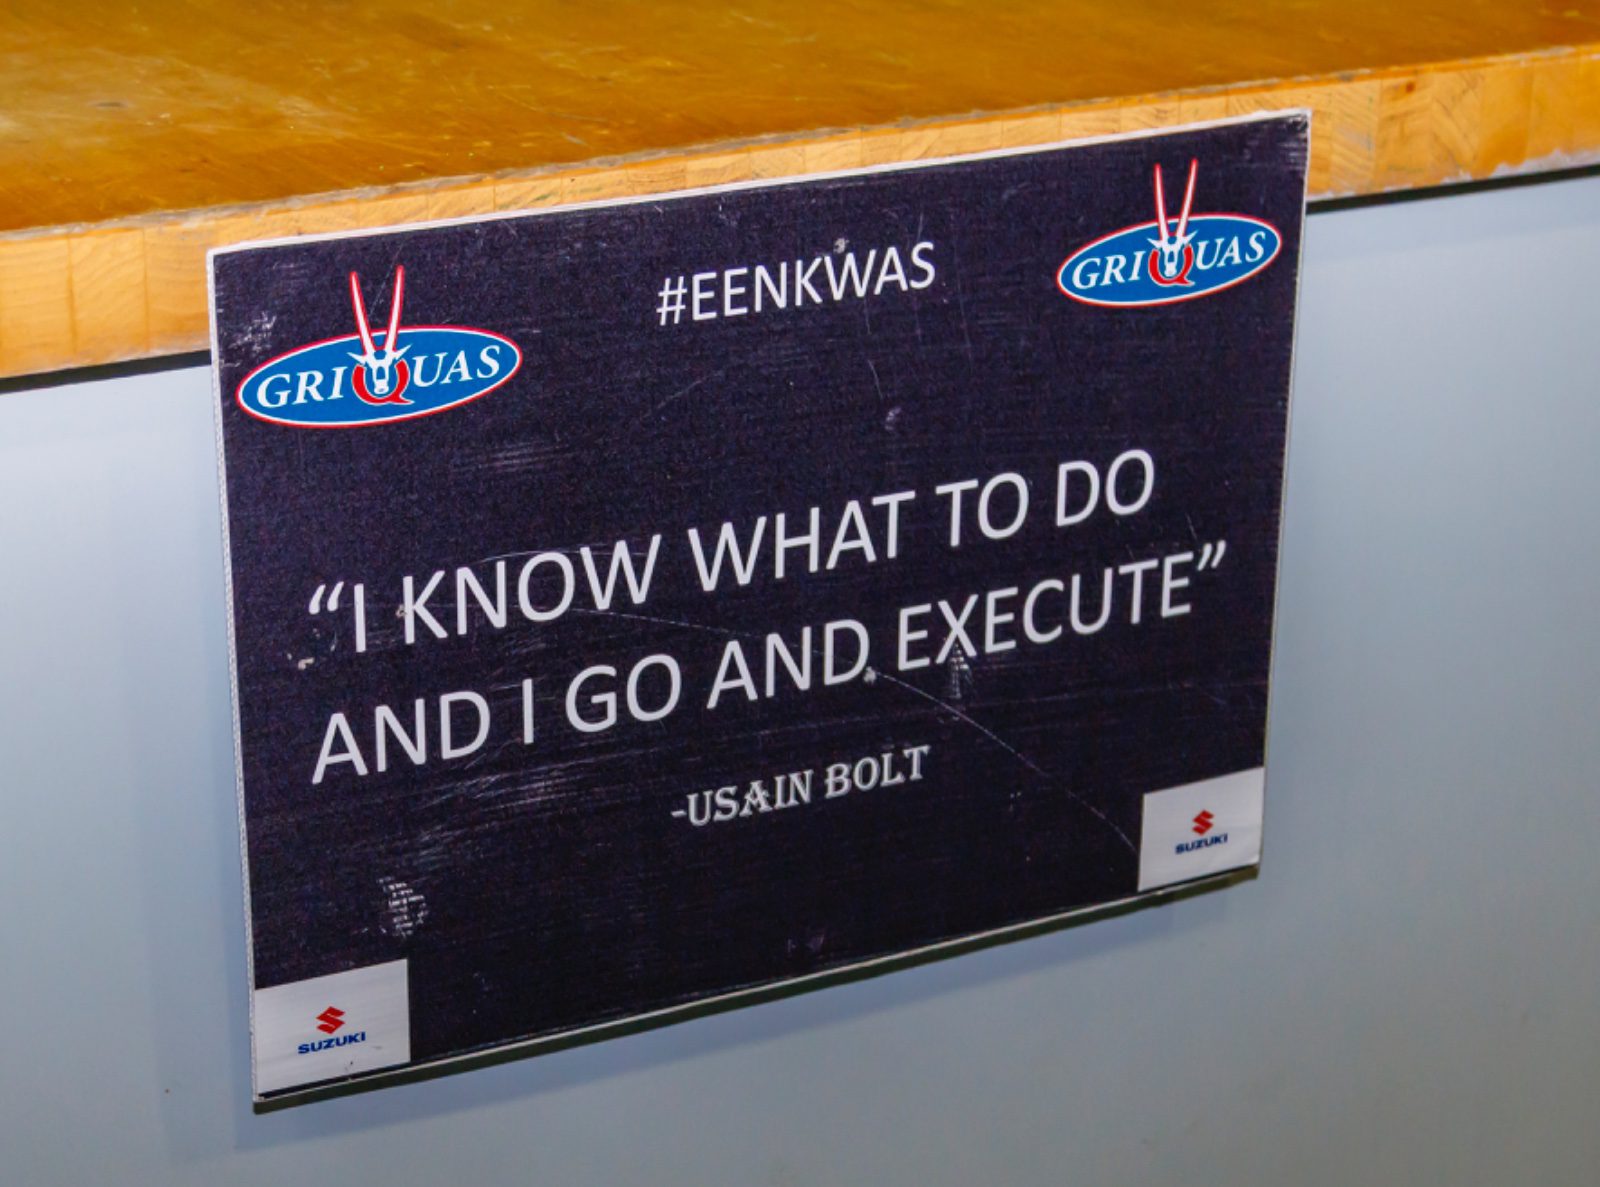 #EENKWAS
GRIQUAS
GRIQUAS
“I KNOW WHAT TO DO
AND I GO AND EXECUTE”
-USAIN BOLT
SUZUKI
SUZUKI